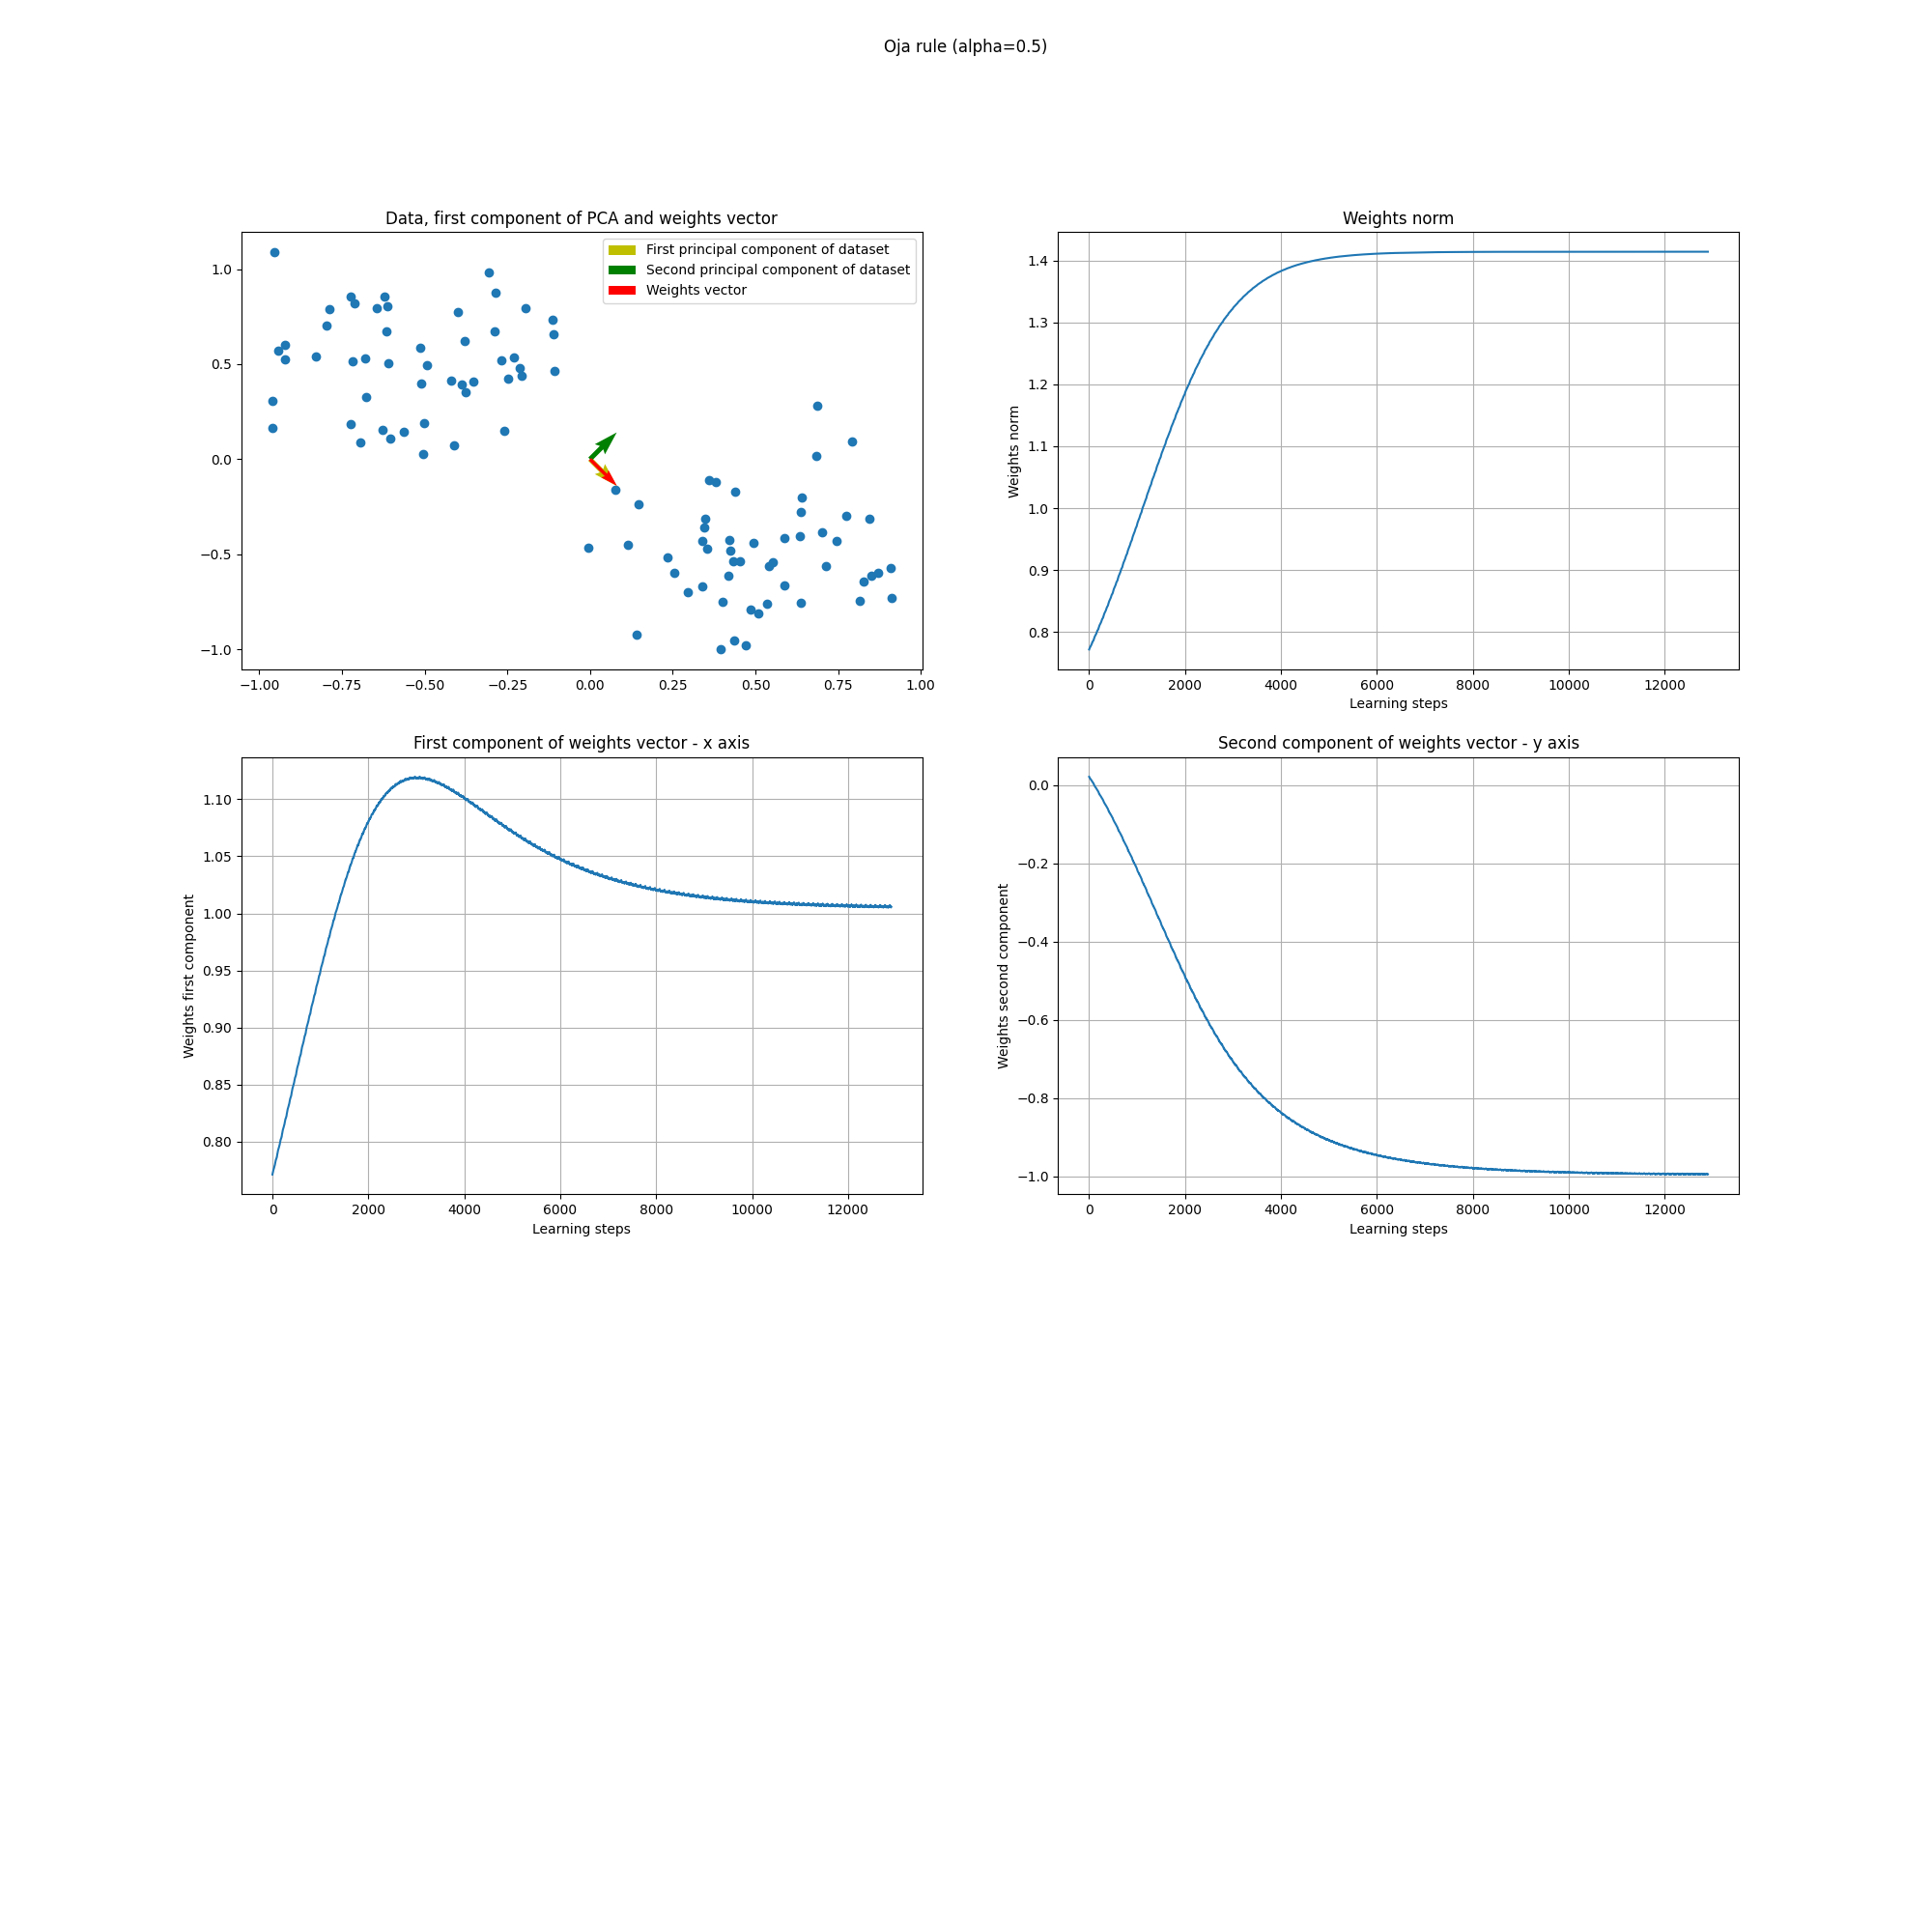 Oja rule (alpha=0.5)
Data, first component of PCA and weights vector
First principal component of dataset
Second principal component of dataset
Weights vector
1.0
0.5
0.0
−0.5
−1.0
−1.00 −0.75 −0.50 −0.25 0.00 0.25 0.50 0.75 1.00
Weights norm
Weights norm
1.4
1.3
1.2
1.1
1.0
0.9
0.8
0 2000 4000 6000 8000 10000 12000
Learning steps
First component of weights vector - x axis
Weights first component
1.10
1.05
1.00
0.95
0.90
0.85
0.80
0 2000 4000 6000 8000 10000 12000
Learning steps
Second component of weights vector - y axis
Weights second component
0.0
−0.2
−0.4
−0.6
−0.8
−1.0
0 2000 4000 6000 8000 10000 12000
Learning steps